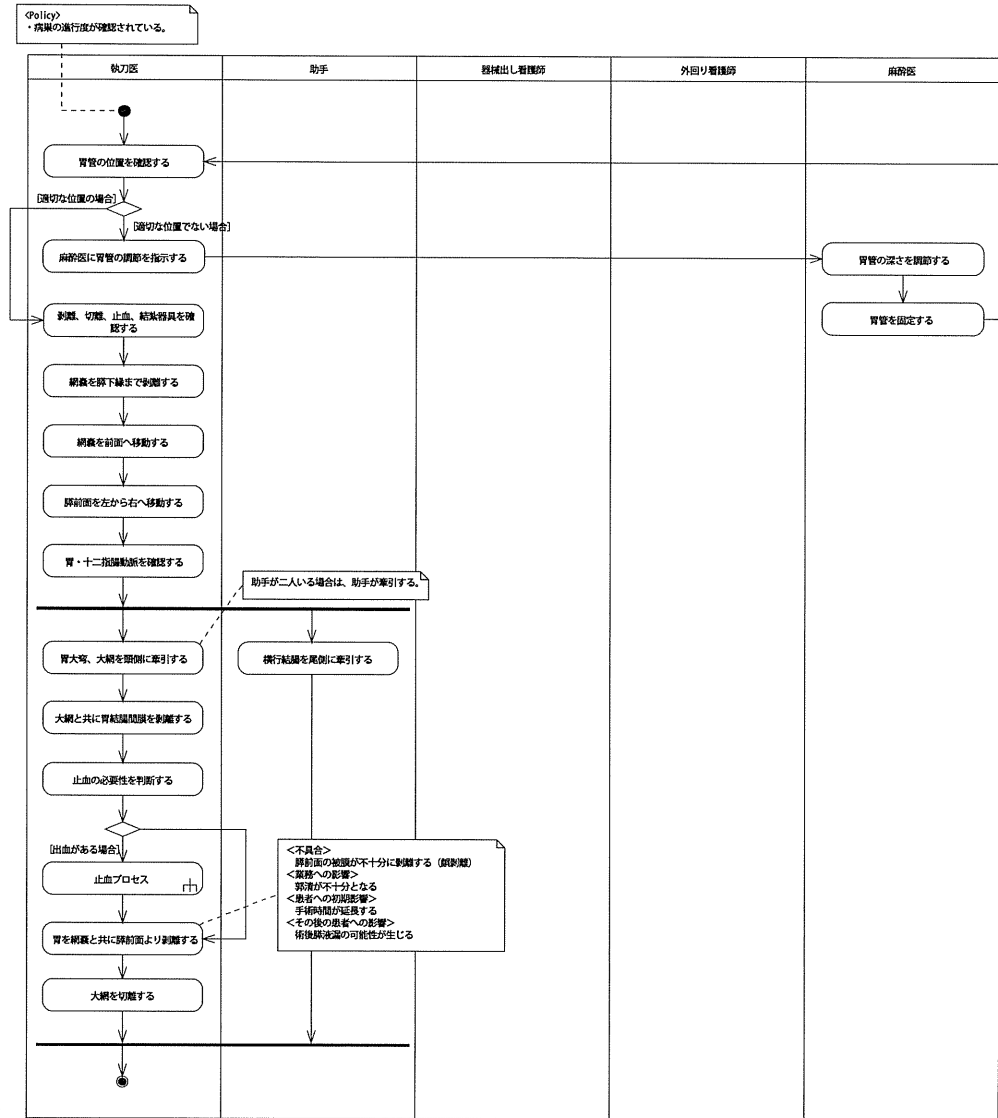 <Policy>
・病巣の進行度が確認されている。
執刀医
助手
器械出し看護師
外回り看護師
麻酔医
胃管の位置を確認する
[適切な位置の場合]
[適切な位置でない場合]
麻酔医に胃管の調節を指示する
胃管の深さを調節する
剥離、切離、止血、結紮器具を確
認する
胃管を固定する
網嚢を膵下縁まで剥離する
網嚢を前面へ移動する
膵前面を左から右へ移動する
胃・十二指腸動脈を確認する
助手が二人いる場合は、助手が牽引する。
胃大弯、大網を頭側に牽引する
横行結腸を尾側に牽引する
大網と共に胃結腸間膜を剥離する
止血の必要性を判断する
[出血がある場合]
止血プロセス
<不具合>
膵前面の被膜が不十分に剥離する（頗剥離）
<業務への影響>
郭清が不十分となる
<患者への初期影響>
手術時間が延長する
<その後の患者への影響>
術後膵液漏の可能性が生じる
胃を網嚢と共に膵前面より剥離する
大網を切離する